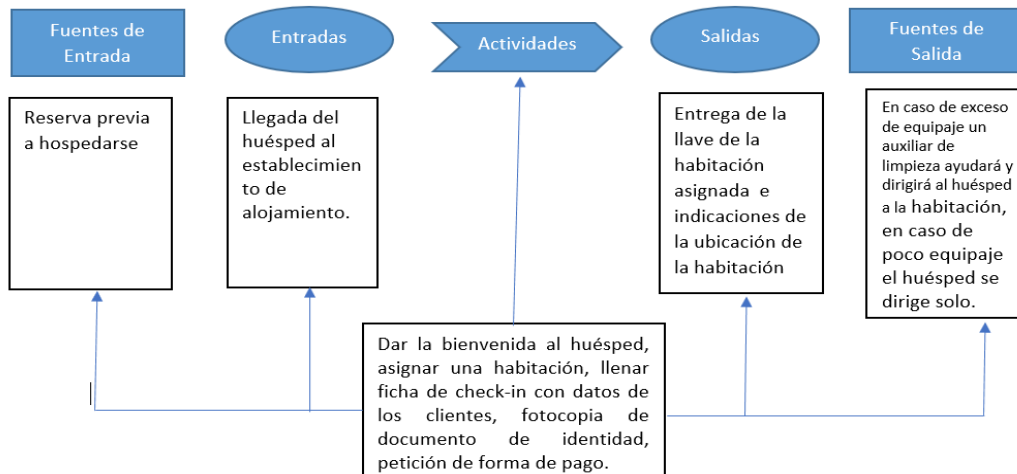 Fuentes de
Entrada
Entradas
Actividades
Salidas
Fuentes de
Salida
Reserva previa
a hospedarse
Llegada del
huésped al
establecimien
to de
alojamiento.
Entrega de la
llave de la
habitación
asignada e
indicaciones de
la ubicación de
la habitación
En caso de exceso
de equipaje un
auxiliar de
limpieza ayudará y
dirigirá al huésped
a la habitación,
en caso de
poco equipaje
el huésped se
dirige solo.
Dar la bienvenida al huésped,
asignar una habitación, llenar
ficha de check-in con datos de
los clientes, fotocopia de
documento de identidad,
petición de forma de pago.